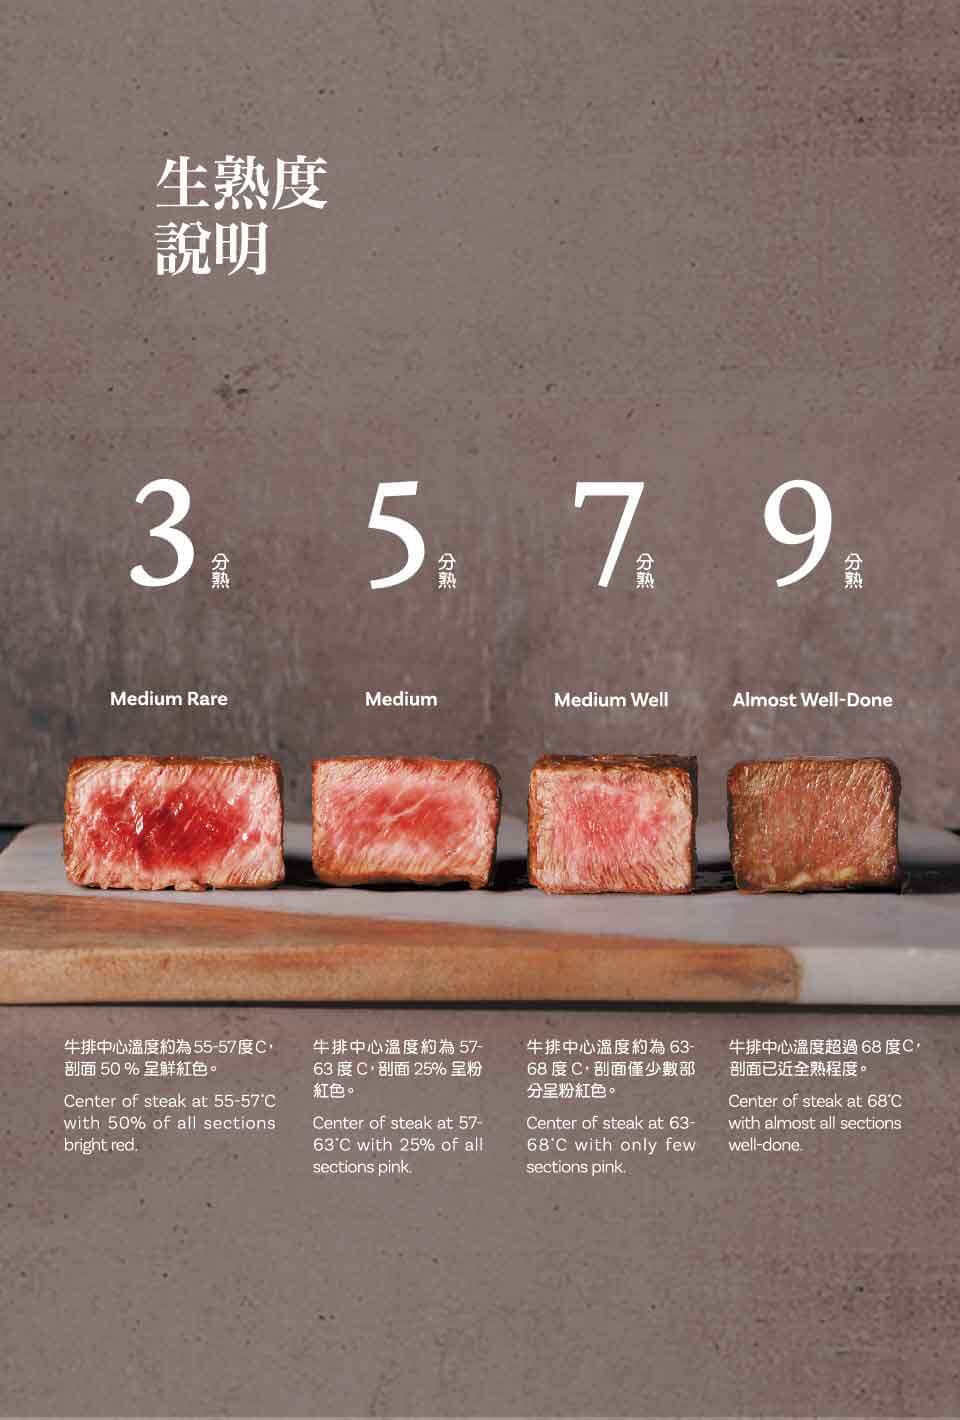 生熟度
說明
3 分熟
5 分熟
7 分熟
9 分熟
Medium Rare
Medium
Medium Well
Almost Well-Done
牛排中心溫度約為55-57度C，
剖面 50 % 呈鮮紅色。
Center of steak at 55-57°C
with 50% of all sections
bright red.
牛排中心溫度約為 57-
63 度 C，剖面 25% 呈粉
紅色。
Center of steak at 57-
63°C with 25% of all
sections pink.
牛排中心溫度約為 63-
68 度 C，剖面僅少數部
分呈粉紅色。
Center of steak at 63-
68°C with only few
sections pink.
牛排中心溫度超過 68 度C，
剖面已近全熟程度。
Center of steak at 68°C
with almost all sections
well-done.